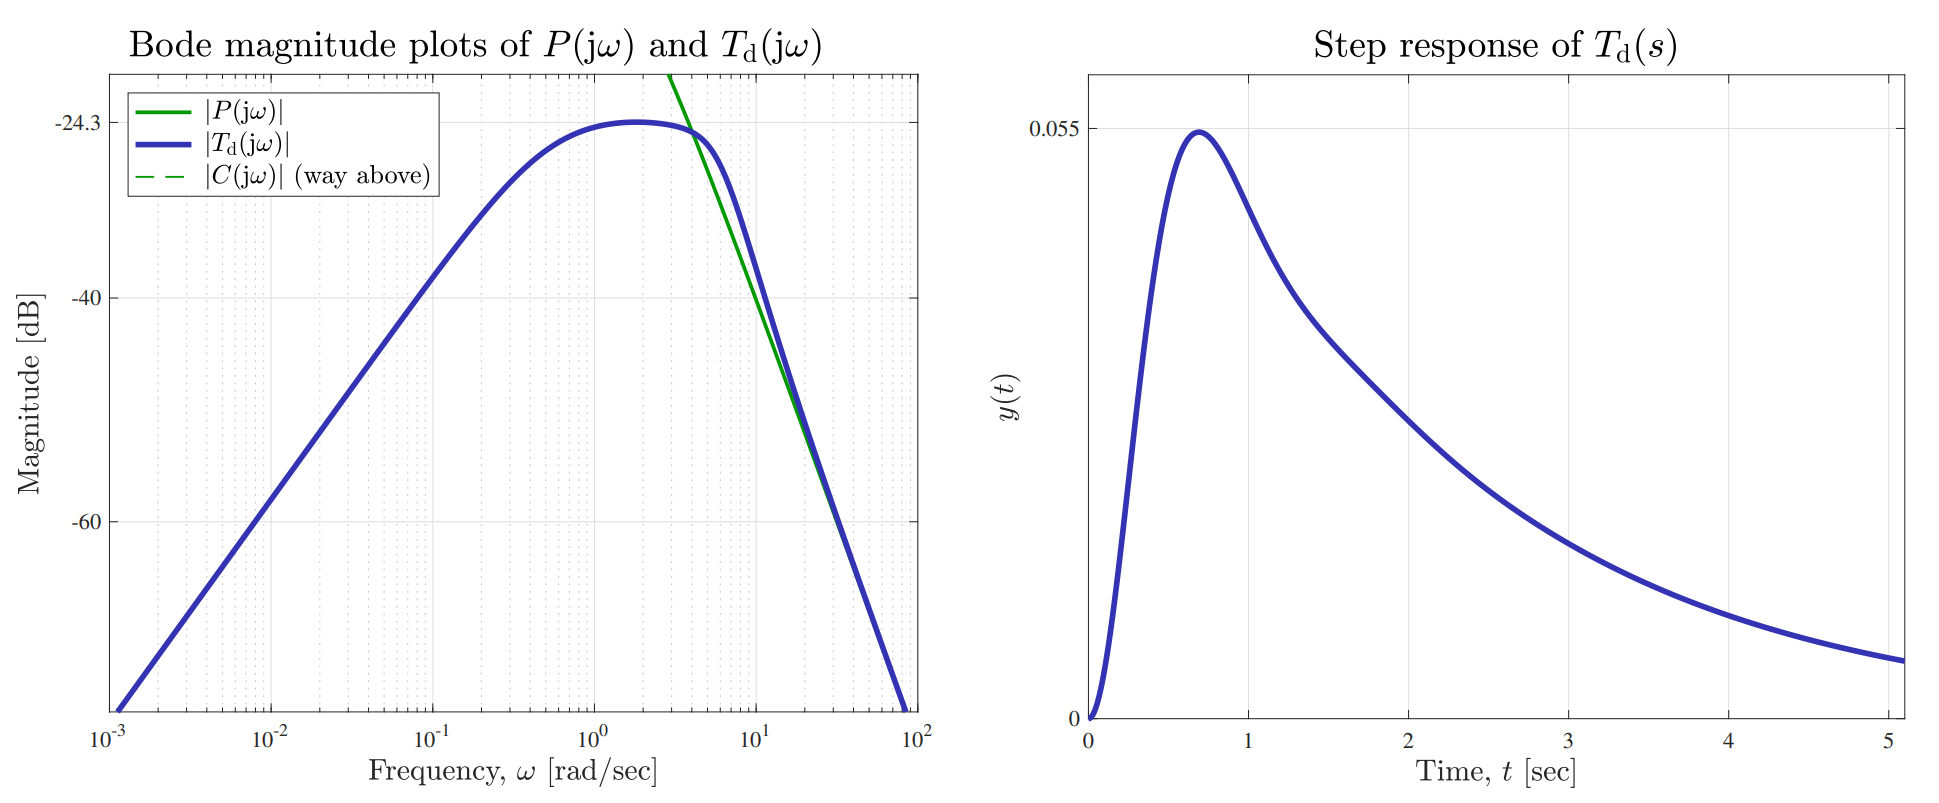 Bode magnitude plots of P(jω) and T_d(jω)
|P(jω)|
|T_d(jω)|
|C(jω)| (way above)
-24.3
-40
-60
Magnitude [dB]
10^-3 10^-2 10^-1 10^0 10^1 10^2
Frequency, ω [rad/sec]
Step response of T_d(s)
0.055
0
y(t)
0 1 2 3 4 5
Time, t [sec]